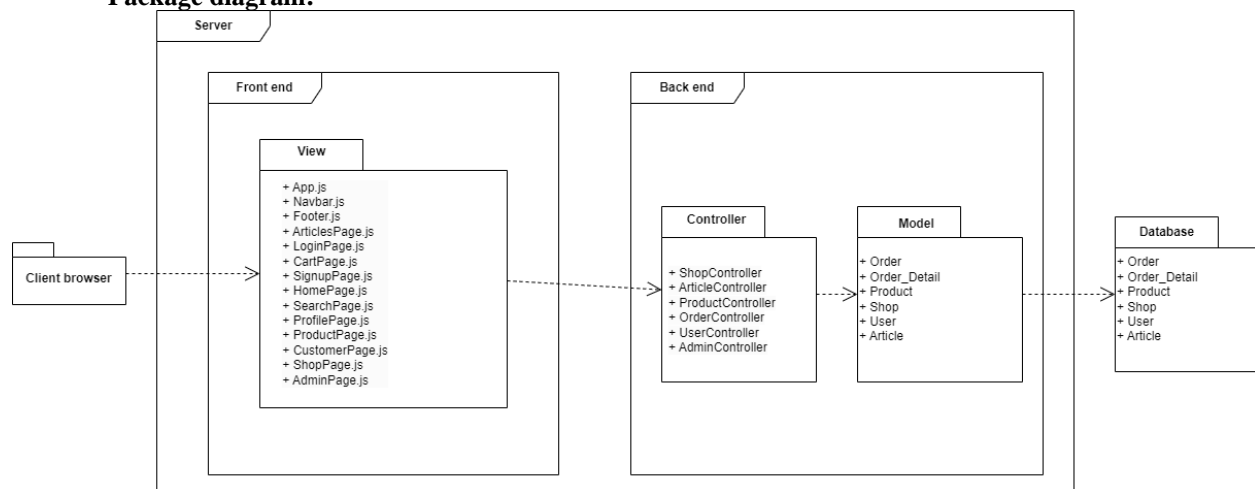 Package diagram:
Server
Front end
Back end
View
+ App.js
+ Navbar.js
+ Footer.js
+ ArticlesPage.js
+ LoginPage.js
+ CartPage.js
+ SignupPage.js
+ HomePage.js
+ SearchPage.js
+ ProfilePage.js
+ ProductPage.js
+ CustomerPage.js
+ ShopPage.js
+ AdminPage.js
Client browser
Controller
+ ShopController
+ ArticleController
+ ProductController
+ OrderController
+ UserController
+ AdminController
Model
+ Order
+ Order_Detail
+ Product
+ Shop
+ User
+ Article
Database
+ Order
+ Order_Detail
+ Product
+ Shop
+ User
+ Article